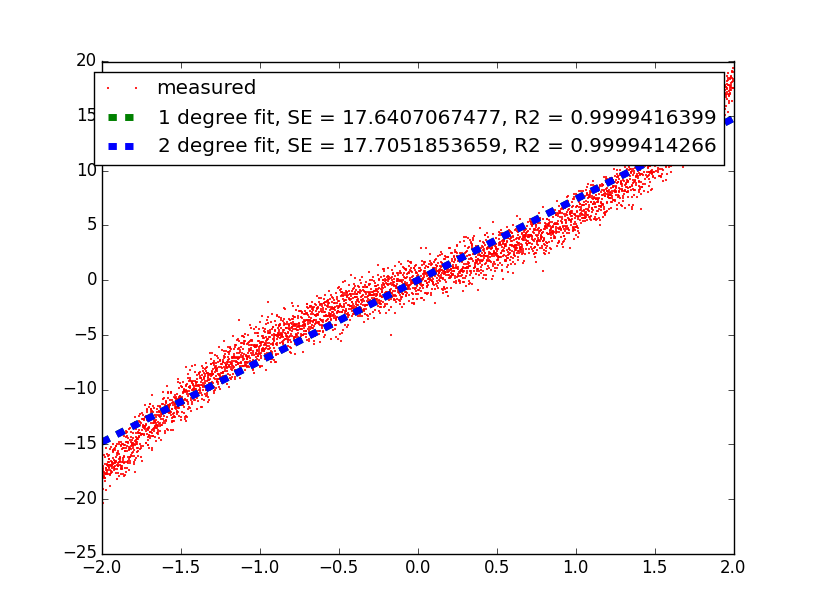 20
measured
15
1 degree fit, SE = 17.6407067477, R2 = 0.9999416399
2 degree fit, SE = 17.7051853659, R2 = 0.9999414266
10
5
0
−5
−10
−15
−20
−25
−2.0 −1.5 −1.0 −0.5 0.0 0.5 1.0 1.5 2.0